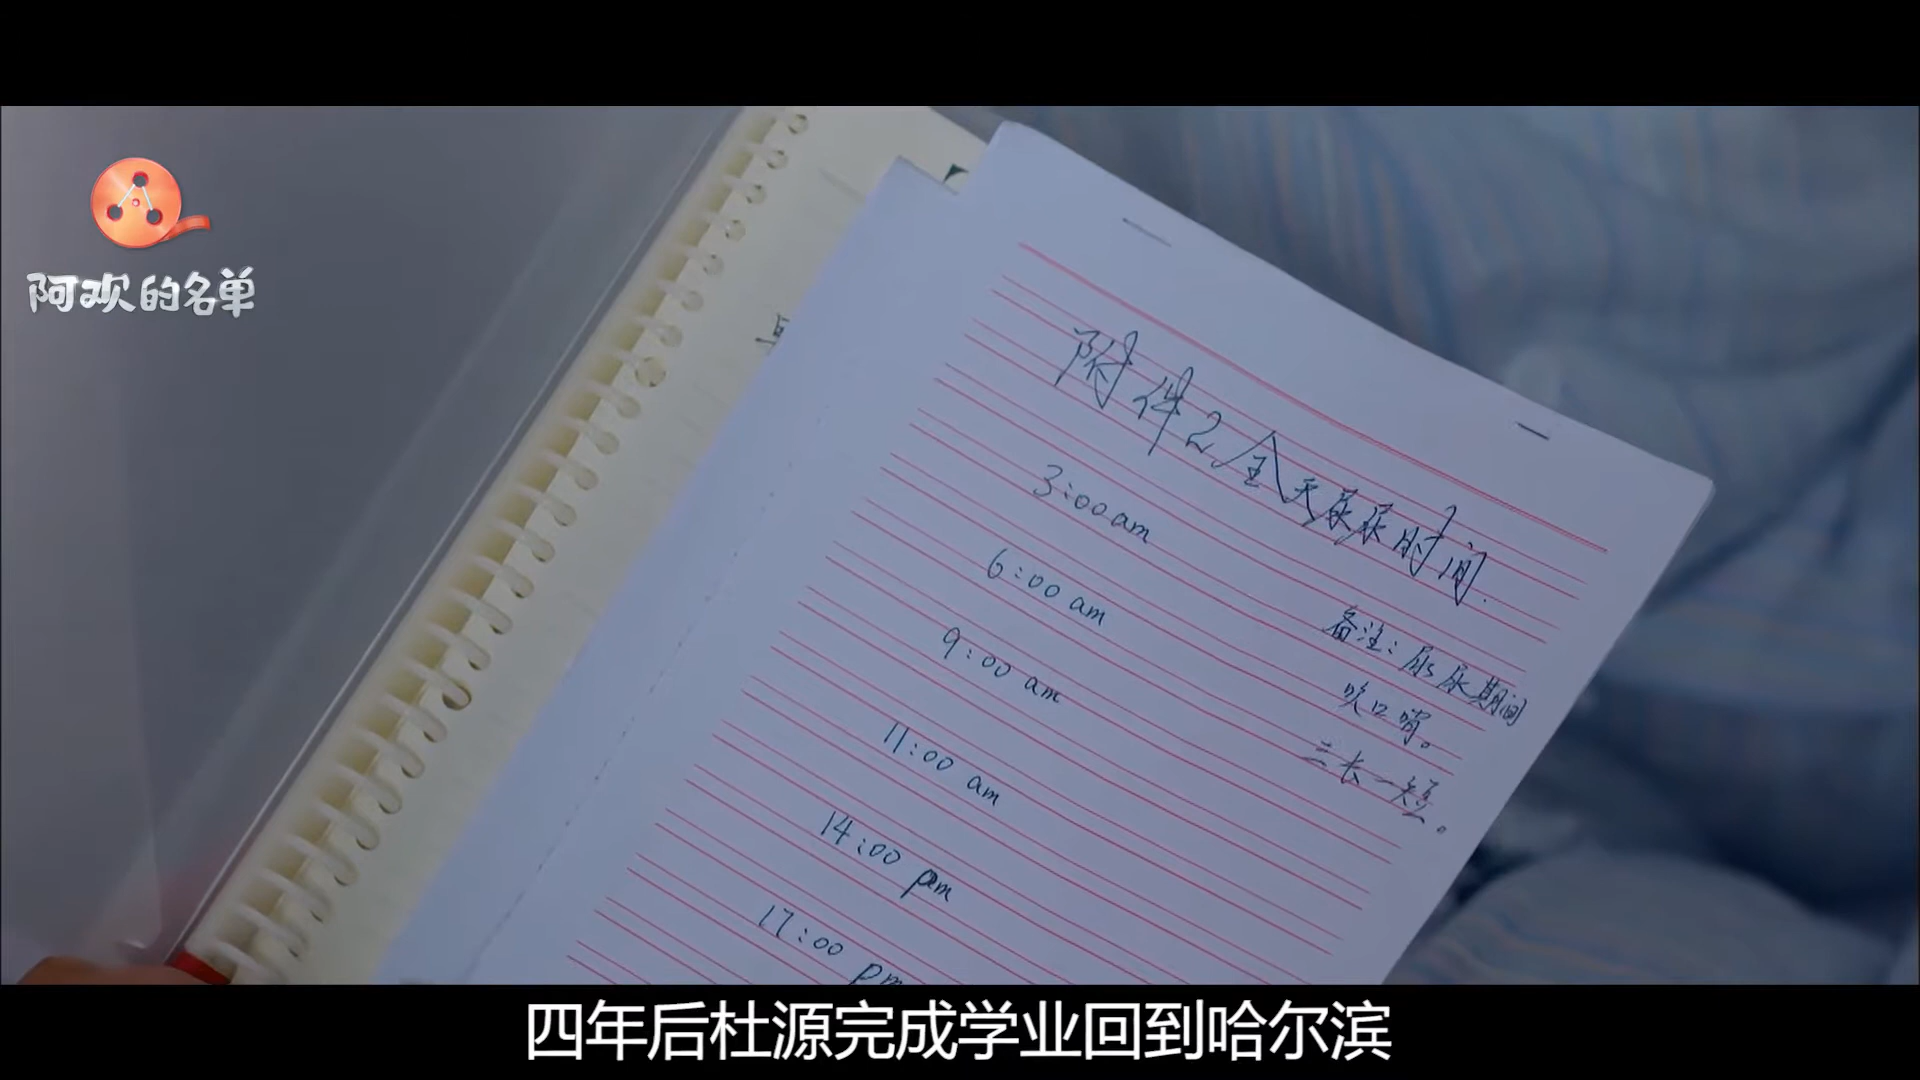 阿欢的名单
附件2全天尿尿时间.
3:00am
6:00 am
9:00 am
11:00 am
14:00 pm
17:00 pm
备注:尿尿期间
吹口哨。
三长一短。
四年后杜源完成学业回到哈尔滨